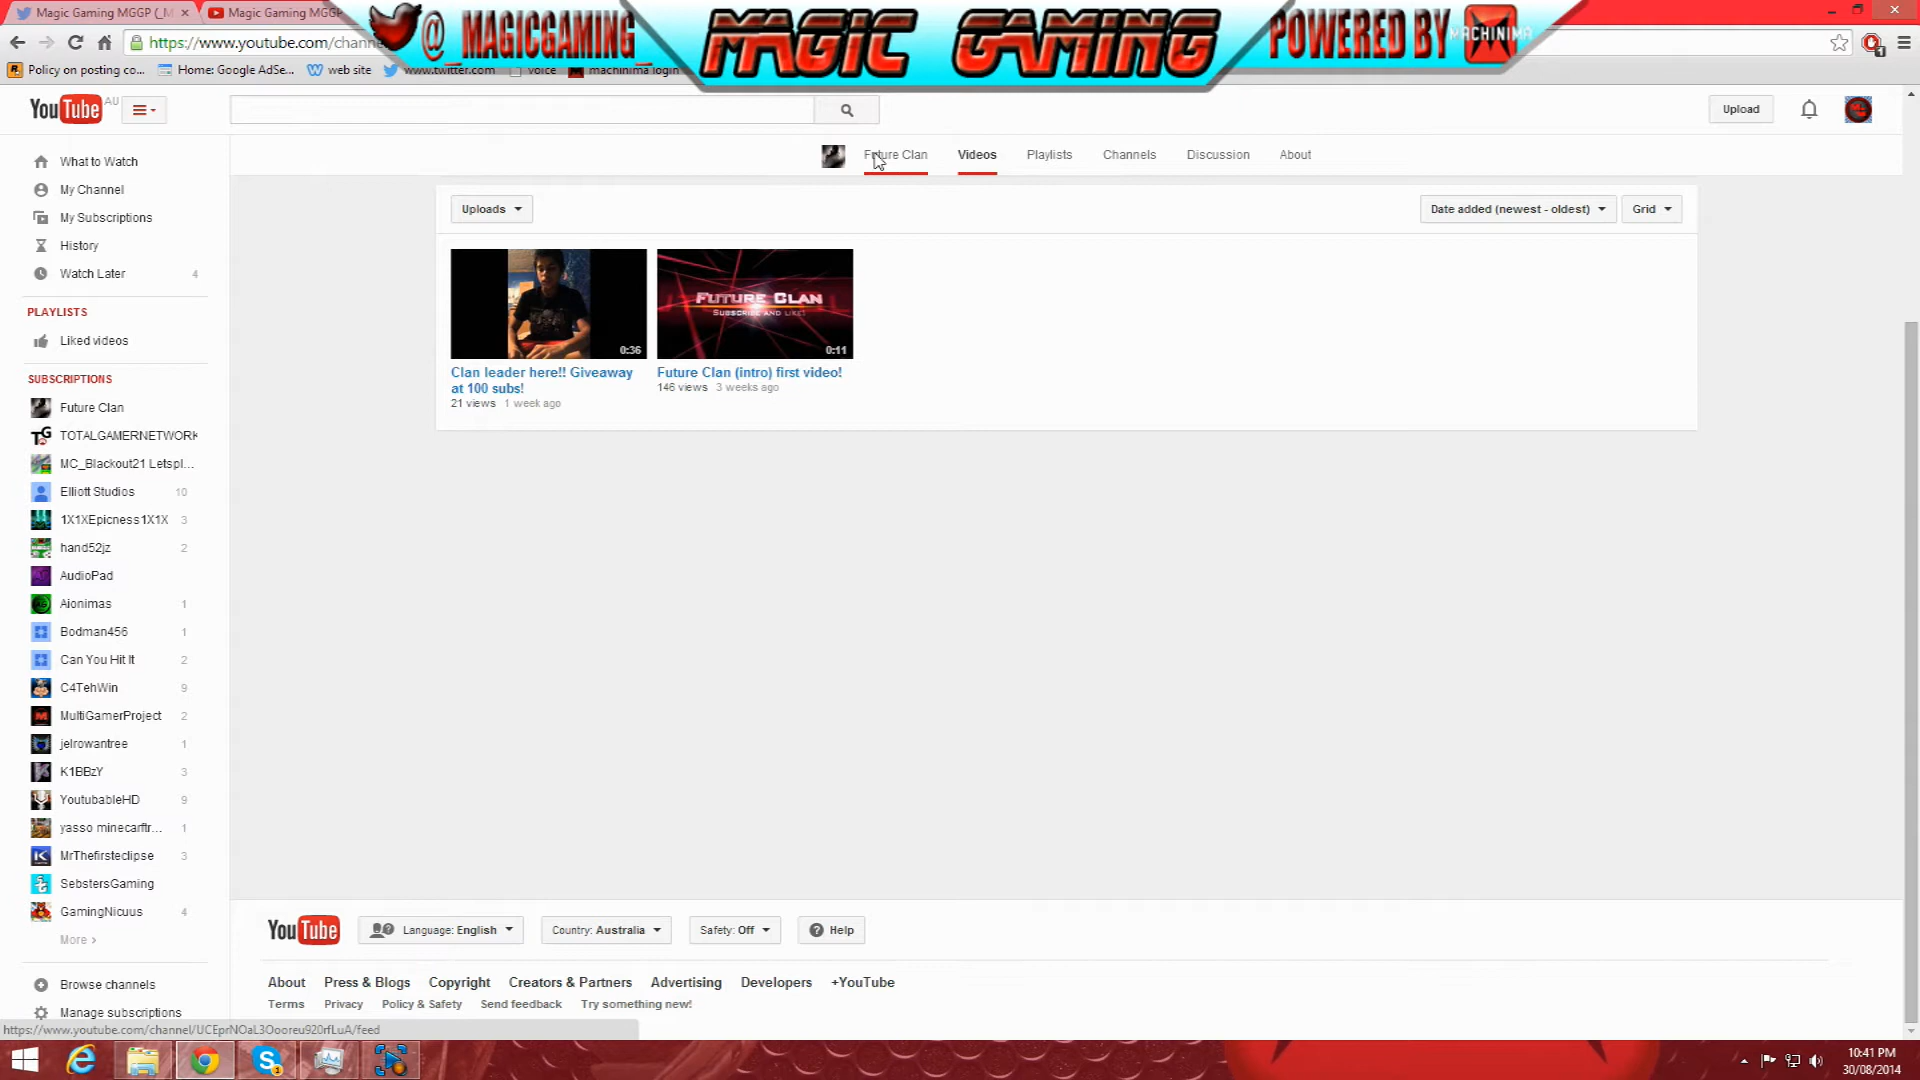 Magic Gaming MGGP (_M
Magic Gaming MGGP
@_MAGICGAMING_
MAGIC GAMING
POWERED BY
MACHINIMA
https://www.youtube.com/channe
Policy on posting co...
Home: Google AdSe...
web site
www.twitter.com
voice
machinima login
YouTube AU
Upload
Future Clan
Videos
Playlists
Channels
Discussion
About
What to Watch
My Channel
My Subscriptions
History
Watch Later 4
PLAYLISTS
Liked videos
SUBSCRIPTIONS
Future Clan
TOTALGAMERNETWORK
MC_Blackout21 Letspl...
Elliott Studios 10
1X1XEpicness1X1X 3
hand52jz 2
AudioPad
Aionimas 1
Bodman456 1
Can You Hit It 2
C4TehWin 9
MultiGamerProject 2
jelrowantree 1
K1BBzY 3
YoutubableHD 9
yasso minecarftr... 1
MrThefirsteclipse 3
SebstersGaming
GamingNicuus 4
More >
Browse channels
Manage subscriptions
Uploads
Date added (newest - oldest)
Grid
0:36
FUTURE CLAN
SUBSCRIBE AND LIKE!
0:11
Clan leader here!! Giveaway
at 100 subs!
21 views 1 week ago
Future Clan (intro) first video!
146 views 3 weeks ago
YouTube
Language: English
Country: Australia
Safety: Off
Help
About Press & Blogs Copyright Creators & Partners Advertising Developers +YouTube
Terms Privacy Policy & Safety Send feedback Try something new!
https://www.youtube.com/channel/UCEprNOaL3Oooreu920rfLuA/feed
10:41 PM
30/08/2014